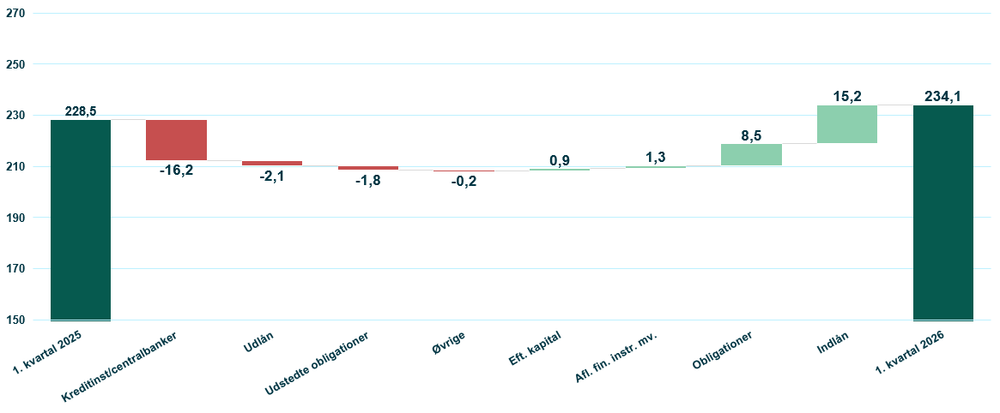 270
250
230
210
190
170
150
228,5
-16,2
-2,1
-1,8
-0,2
0,9
1,3
8,5
15,2
234,1
1. kvartal 2025
Kreditinst/centralbanker
Udlån
Udstedte obligationer
Øvrige
Eft. kapital
Afl. fin. instr. mv.
Obligationer
Indlån
1. kvartal 2026